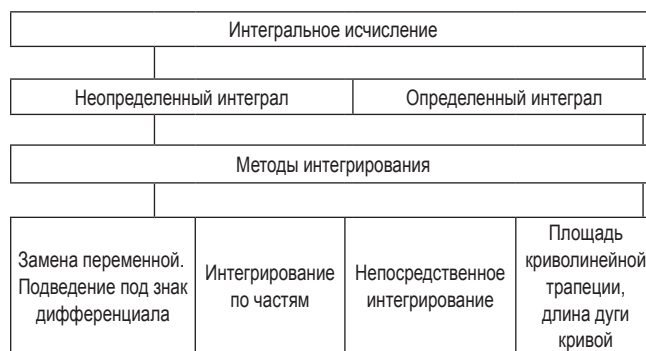 Интегральное исчисление
Неопределенный интеграл
Определенный интеграл
Методы интегрирования
Замена переменной.
Подведение под знак
дифференциала
Интегрирование
по частям
Непосредственное
интегрирование
Площадь
криволинейной
трапеции,
длина дуги
кривой